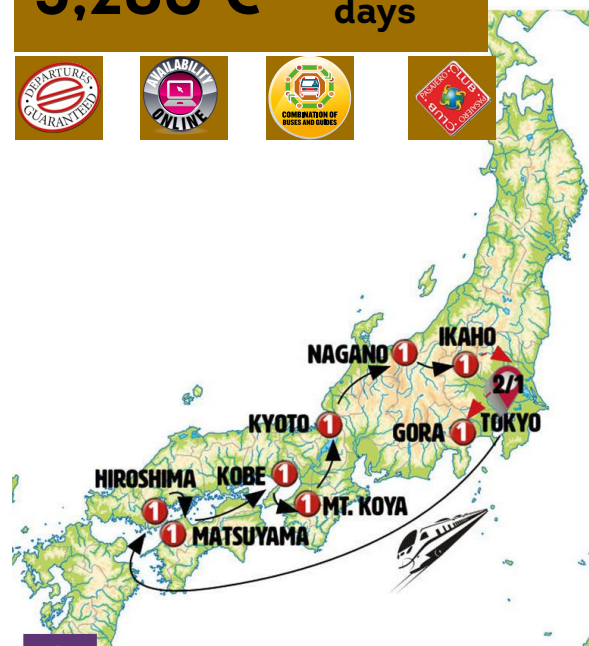 days
DEPARTURES
GUARANTEED
AVAILABILITY
ONLINE
COMBINATION OF
BUSES AND GUIDES
CLUB
PASAJERO
CLUB
PASAJERO
IKAHO
NAGANO 1
1
2/1
KYOTO 1
GORA 1
TOKYO
HIROSHIMA
KOBE 1
1
1 MT. KOYA
1 MATSUYAMA